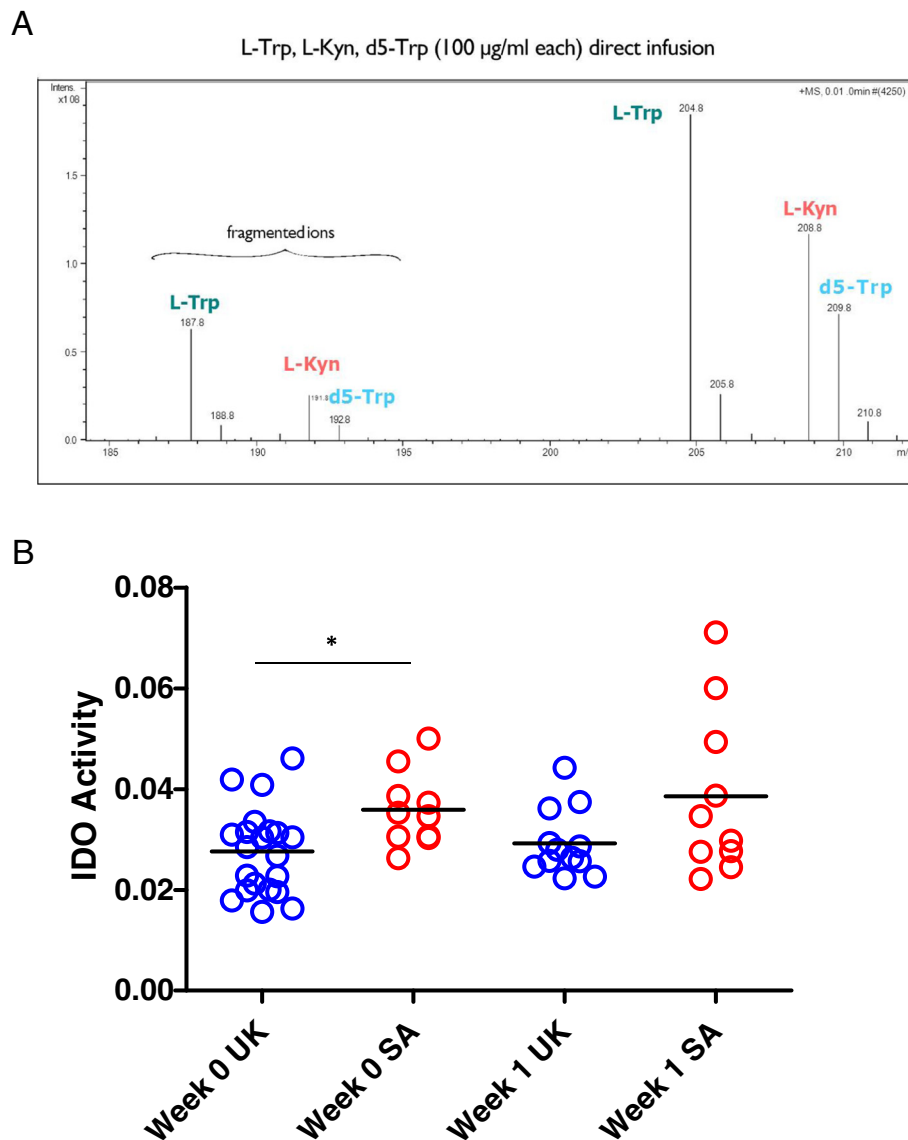 A
L-Trp, L-Kyn, d5-Trp (100 µg/ml each) direct infusion
Intens.
x108
+MS, 0.01 .0min #(4250)
L-Trp
204.8
1.5
L-Kyn
208.8
fragmented ions
1.0
d5-Trp
209.8
L-Trp
187.8
0.5
L-Kyn
191.8
d5-Trp
192.8
188.8
205.8
210.8
0.0
185 190 195 200 205 210 m/
B
0.08
*
0.06
IDO Activity
0.04
0.02
0.00
Week 0 UK
Week 0 SA
Week 1 UK
Week 1 SA